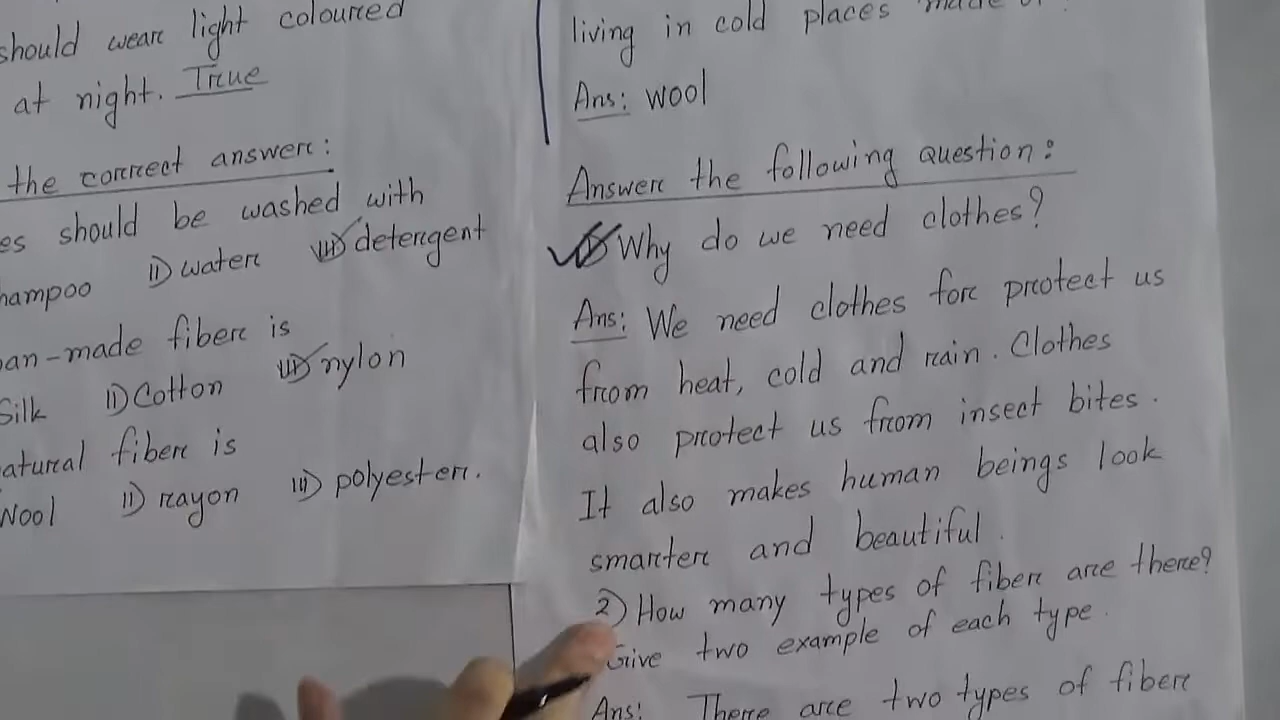 should wear light coloured
at night. True
the correct answer:
es should be washed with
hampoo II) water III) detergent
an-made fiber is
Silk II) Cotton III) nylon
atural fiber is
Wool II) rayon III) polyester.
living in cold places made
Ans: wool
Answer the following question:
1) Why do we need clothes?
Ans: We need clothes for protect us
from heat, cold and rain. Clothes
also protect us from insect bites.
It also makes human beings look
smarter and beautiful.
2) How many types of fiber are there?
Give two example of each type.
Ans: There are two types of fiber